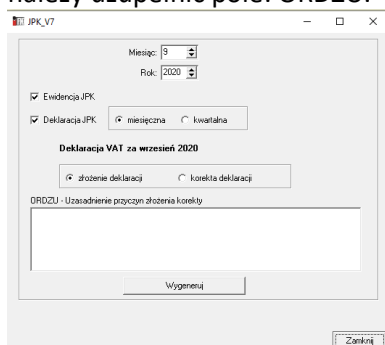 należy uzupełnić pole: ORDZU.
JPK_V7
Miesiąc: 9
Rok: 2020
Ewidencja JPK
Deklaracja JPK miesięczna kwartalna
Deklaracja VAT za wrzesień 2020
złożenie deklaracji korekta deklaracji
ORDZU - Uzasadnienie przyczyn złożenia korekty
Wygeneruj
Zamknij